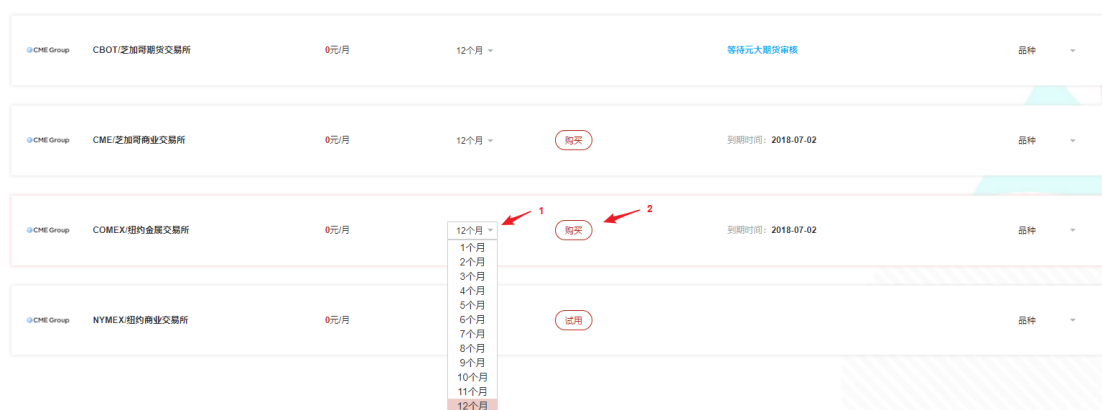 CME Group CBOT/芝加哥期货交易所 0元/月 12个月 等待元大期货审核 品种
CME Group CME/芝加哥商业交易所 0元/月 12个月 购买 到期时间：2018-07-02 品种
1 2
CME Group COMEX/纽约金属交易所 0元/月 12个月 购买 到期时间：2018-07-02 品种
1个月
2个月
3个月
4个月
5个月
6个月
7个月
8个月
9个月
10个月
11个月
12个月
CME Group NYMEX/纽约商业交易所 0元/月 试用 品种